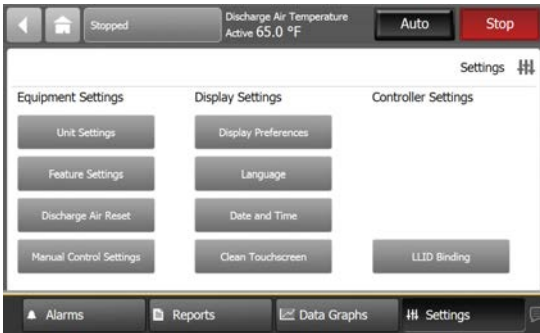 Stopped
Discharge Air Temperature
Active 65.0 °F
Auto
Stop
Settings
Equipment Settings
Display Settings
Controller Settings
Unit Settings
Display Preferences
Feature Settings
Language
Discharge Air Reset
Date and Time
Manual Control Settings
Clean Touchscreen
LLID Binding
Alarms
Reports
Data Graphs
Settings